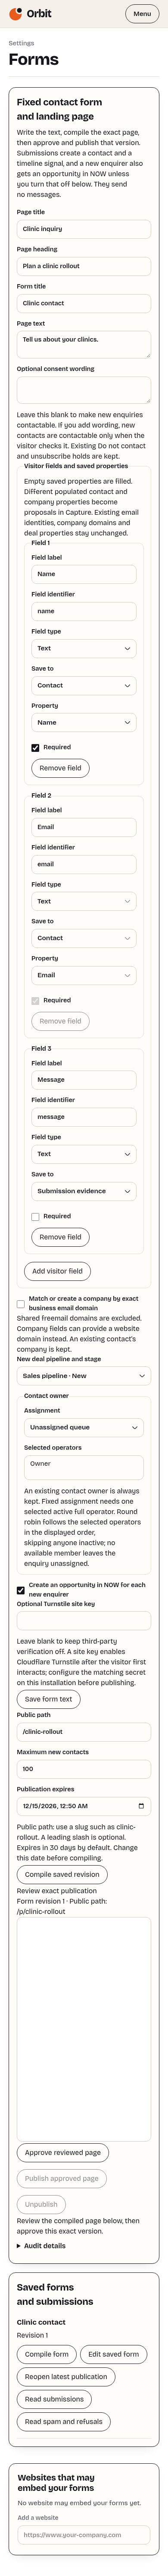 Orbit
Menu
Settings
Forms
Fixed contact form
and landing page
Write the text, compile the exact page,
then approve and publish that version.
Submissions create a contact and a
timeline signal, and a new enquirer also
gets an opportunity in NOW unless
you turn that off below. They send
no messages.
Page title
Clinic inquiry
Page heading
Plan a clinic rollout
Form title
Clinic contact
Page text
Tell us about your clinics.
Optional consent wording
Leave this blank to make new enquiries
contactable. If you add wording, new
contacts are contactable only when the
visitor checks it. Existing Do not contact
and unsubscribe holds are kept.
Visitor fields and saved properties
Empty saved properties are filled.
Different populated contact and
company properties become
proposals in Capture. Existing email
identities, company domains and
deal properties stay unchanged.
Field 1
Field label
Name
Field identifier
name
Field type
Text
Save to
Contact
Property
Name
Required
Remove field
Field 2
Field label
Email
Field identifier
email
Field type
Text
Save to
Contact
Property
Email
Required
Remove field
Field 3
Field label
Message
Field identifier
message
Field type
Text
Save to
Submission evidence
Required
Remove field
Add visitor field
Match or create a company by exact
business email domain
Shared freemail domains are excluded.
Company fields can provide a website
domain instead. An existing contact's
company is kept.
New deal pipeline and stage
Sales pipeline · New
Contact owner
Assignment
Unassigned queue
Selected operators
Owner
An existing contact owner is always
kept. Fixed assignment needs one
selected active full operator. Round
robin follows the selected operators
in the displayed order,
skipping anyone inactive; no
available member leaves the
enquiry unassigned.
Create an opportunity in NOW for each
new enquirer
Optional Turnstile site key
Leave blank to keep third-party
verification off. A site key enables
Cloudflare Turnstile after the visitor first
interacts; configure the matching secret
on this installation before publishing.
Save form text
Public path
/clinic-rollout
Maximum new contacts
100
Publication expires
12/15/2026, 12:50 AM
Public path: use a slug such as clinic-
rollout. A leading slash is optional.
Expires in 30 days by default. Change
this date before compiling.
Compile saved revision
Review exact publication
Form revision 1 · Public path:
/p/clinic-rollout
Approve reviewed page
Publish approved page
Unpublish
Review the compiled page below, then
approve this exact version.
Audit details
Saved forms
and submissions
Clinic contact
Revision 1
Compile form
Edit saved form
Reopen latest publication
Read submissions
Read spam and refusals
Websites that may
embed your forms
No website may embed your forms yet.
Add a website
https://www.your-company.com